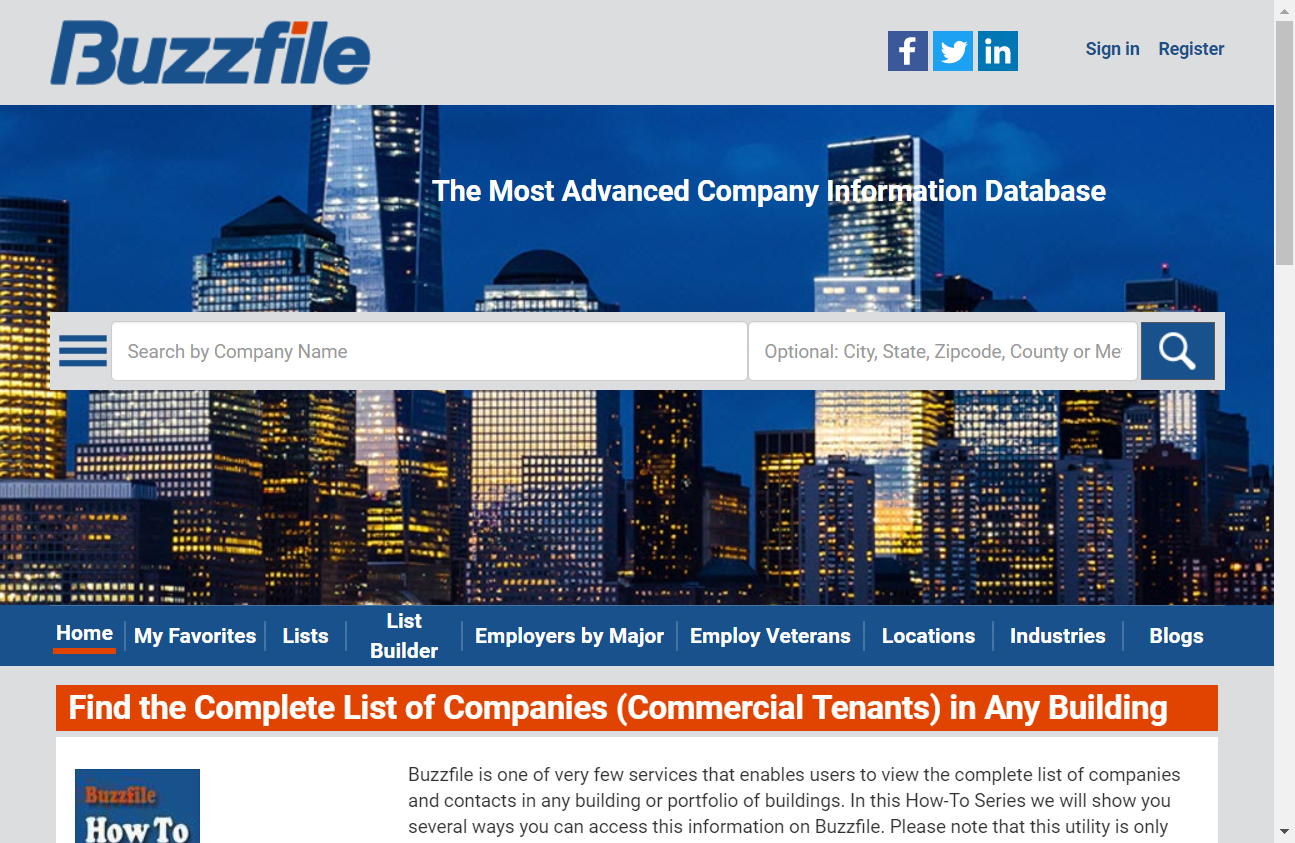 Buzzfile
Sign in Register
The Most Advanced Company Information Database
Search by Company Name
Optional: City, State, Zipcode, County or Me
Home
My Favorites
Lists
List
Builder
Employers by Major
Employ Veterans
Locations
Industries
Blogs
Find the Complete List of Companies (Commercial Tenants) in Any Building
Buzzfile
How To
Buzzfile is one of very few services that enables users to view the complete list of companies
and contacts in any building or portfolio of buildings. In this How-To Series we will show you
several ways you can access this information on Buzzfile. Please note that this utility is only